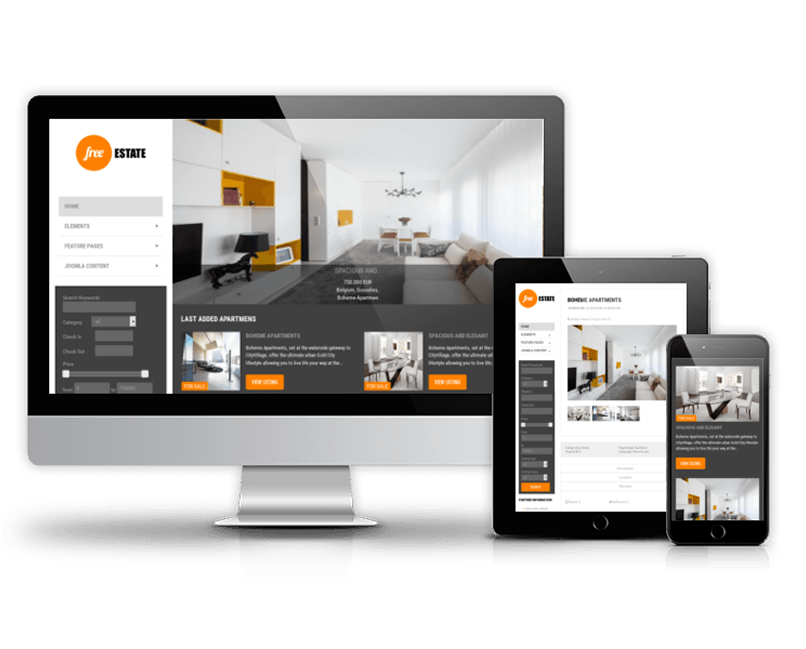 free ESTATE
HOME
ELEMENTS
FEATURE PAGES
JOOMLA CONTENT
Search Keywords
Category all
Check In
Check Out
Price
From to
SPACIOUS AND.
750.000 EUR
Belgium, Gosselies,
Boheme Apartmen
LAST ADDED APARTMENS
BOHEME APARTMENTS
Boheme Apartments, set at the waterside gateway to
CityVillage, offer the ultimate urban Gold City
lifestyle allowing you to live life your way at the...
FOR SALE
VIEW LISTING
SPACIOUS AND ELEGANT
Boheme Apartments, set at the waterside gateway to
CityVillage, offer the ultimate urban Gold City
lifestyle allowing you to live life your way at the...
FOR SALE
VIEW LISTING
free ESTATE
HOME
ELEMENTS
FEATURE PAGES
JOOMLA CONTENT
BOHEME APARTMENTS
FURTHER INFORMATION
FOR SALE
SPACIOUS AND ELEGANT
Boheme Apartments, set at the waterside gateway to
CityVillage, offer the ultimate urban Gold City lifestyle
allowing you to live life your way at the...
VIEW LISTING